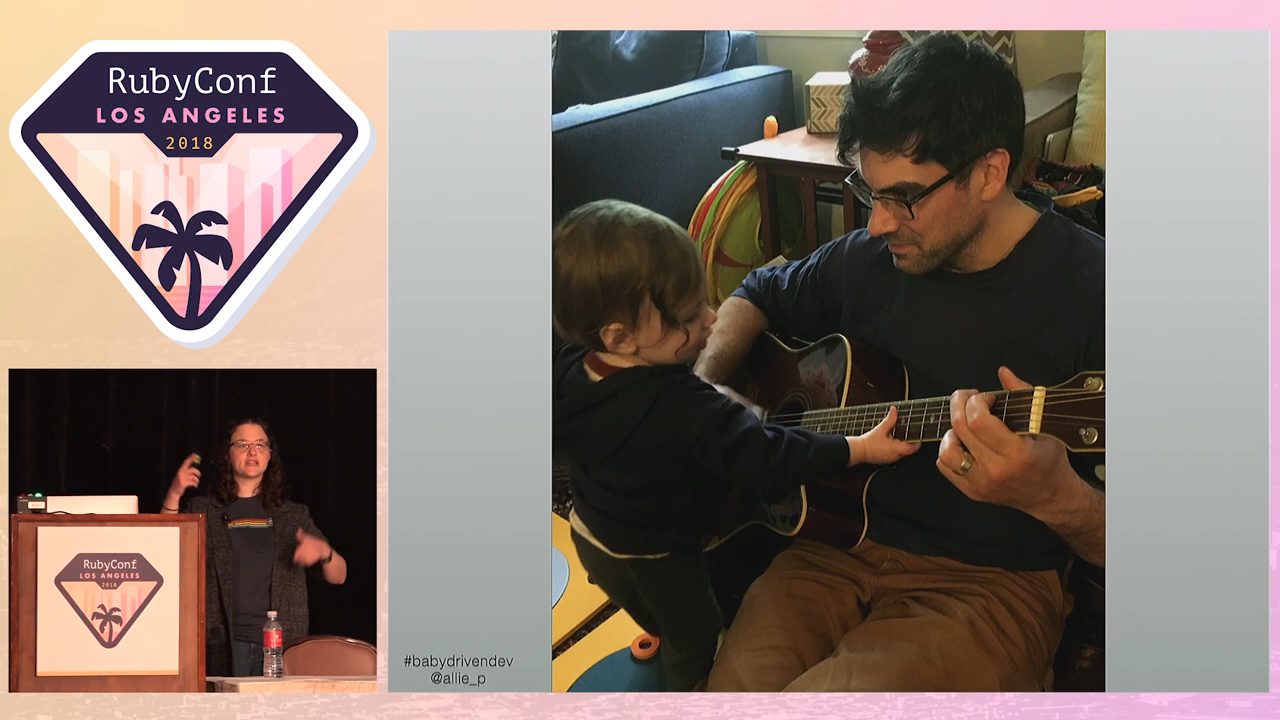 RubyConf
LOS ANGELES
2018
RubyConf
LOS ANGELES
2018
#babydrivendev
@allie_p